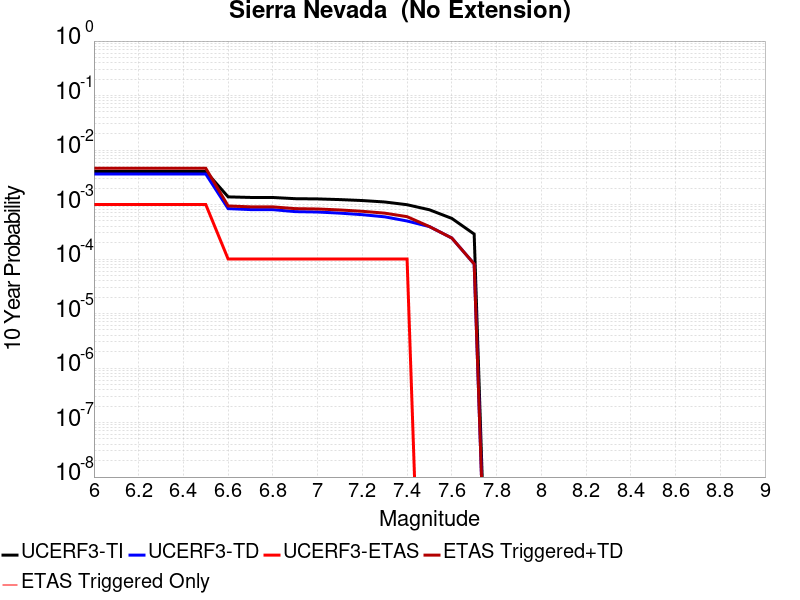 Sierra Nevada  (No Extension)
10^0
10^-1
10^-2
10^-3
10^-4
10^-5
10^-6
10^-7
10^-8
10 Year Probability
6 6.2 6.4 6.6 6.8 7 7.2 7.4 7.6 7.8 8 8.2 8.4 8.6 8.8 9
Magnitude
UCERF3-TI UCERF3-TD UCERF3-ETAS ETAS Triggered+TD
ETAS Triggered Only